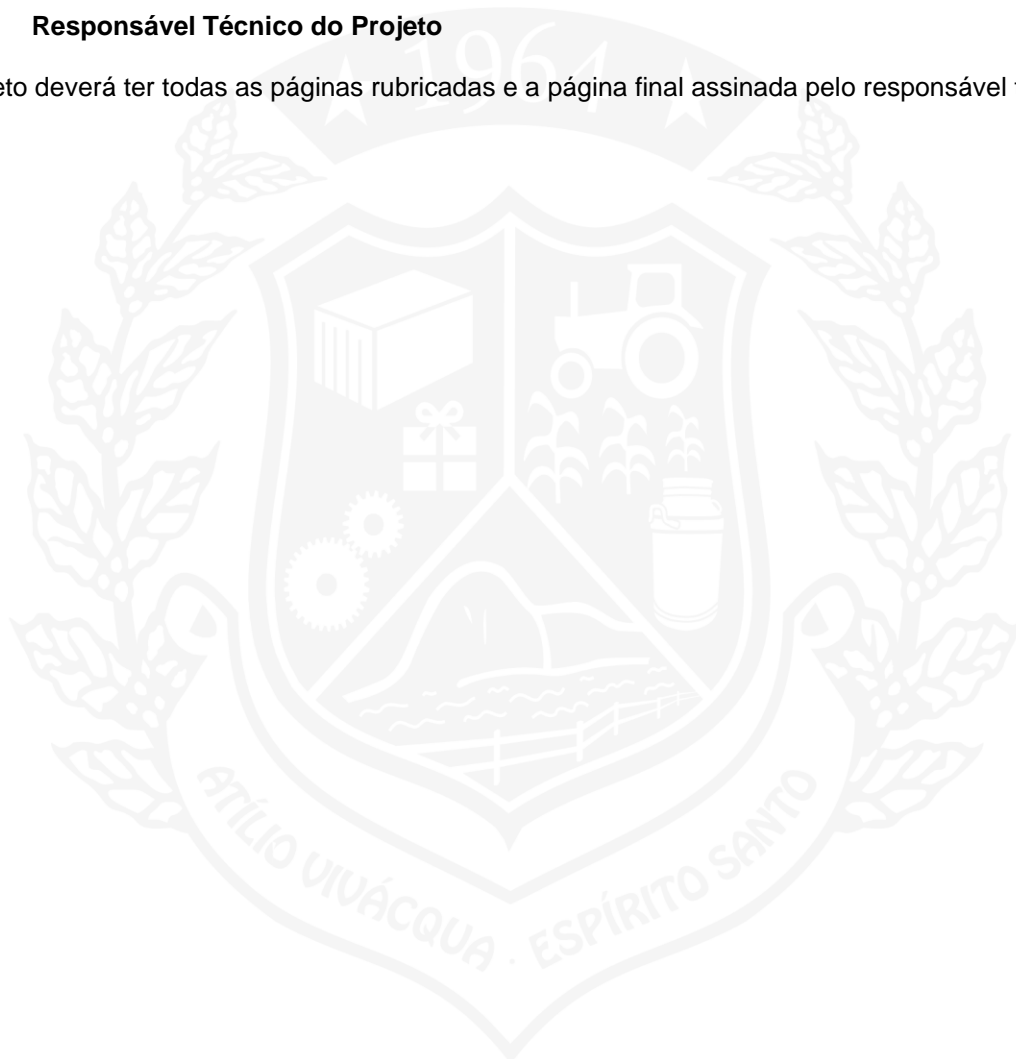 Responsável Técnico do Projeto
deverá ter todas as páginas rubricadas e a página final assinada pelo responsável
1964
ATÍLIO VIVÁCQUA . ESPÍRITO SANTO